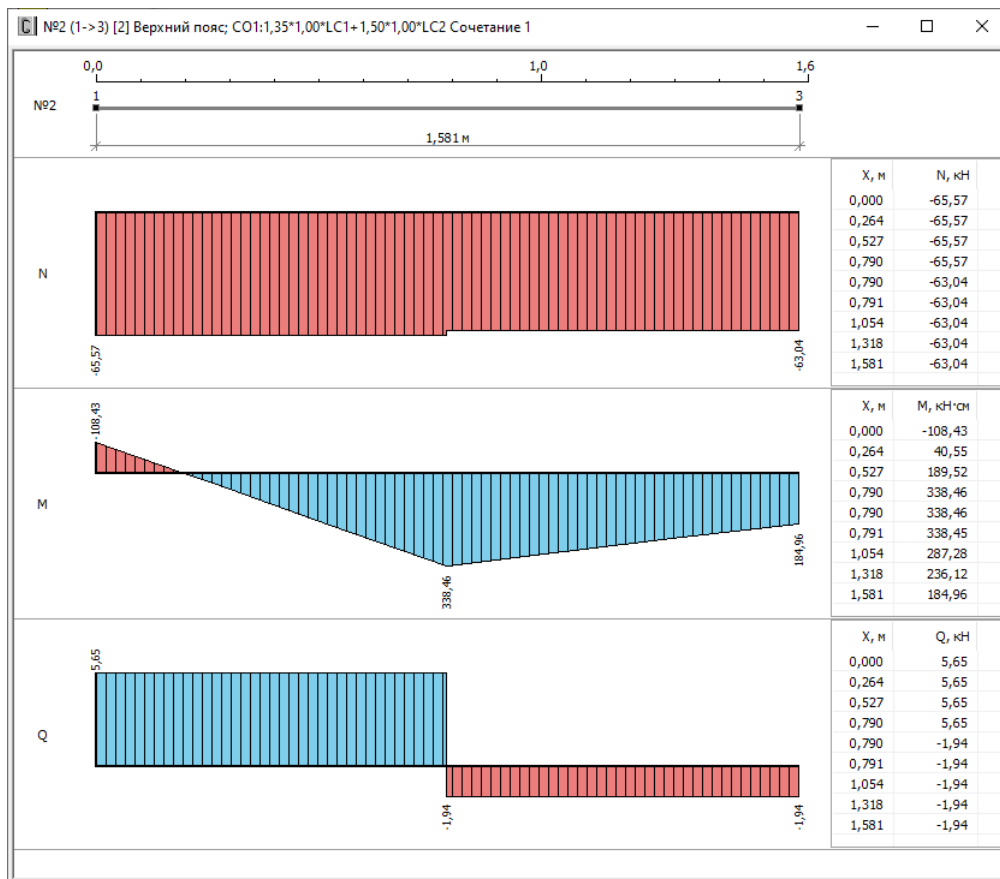 №2 (1->3) [2] Верхний пояс; CO1:1,35*1,00*LC1+1,50*1,00*LC2 Сочетание 1
0,0 1,0 1,6
№2 1 3
1,581 м
N
-65,57 -63,04
X, м N, кН
0,000 -65,57
0,264 -65,57
0,527 -65,57
0,790 -65,57
0,790 -63,04
0,791 -63,04
1,054 -63,04
1,318 -63,04
1,581 -63,04
M
-108,43 338,46 184,96
X, м M, кН·см
0,000 -108,43
0,264 40,55
0,527 189,52
0,790 338,46
0,790 338,46
0,791 338,45
1,054 287,28
1,318 236,12
1,581 184,96
Q
5,65 -1,94 -1,94
X, м Q, кН
0,000 5,65
0,264 5,65
0,527 5,65
0,790 5,65
0,790 -1,94
0,791 -1,94
1,054 -1,94
1,318 -1,94
1,581 -1,94